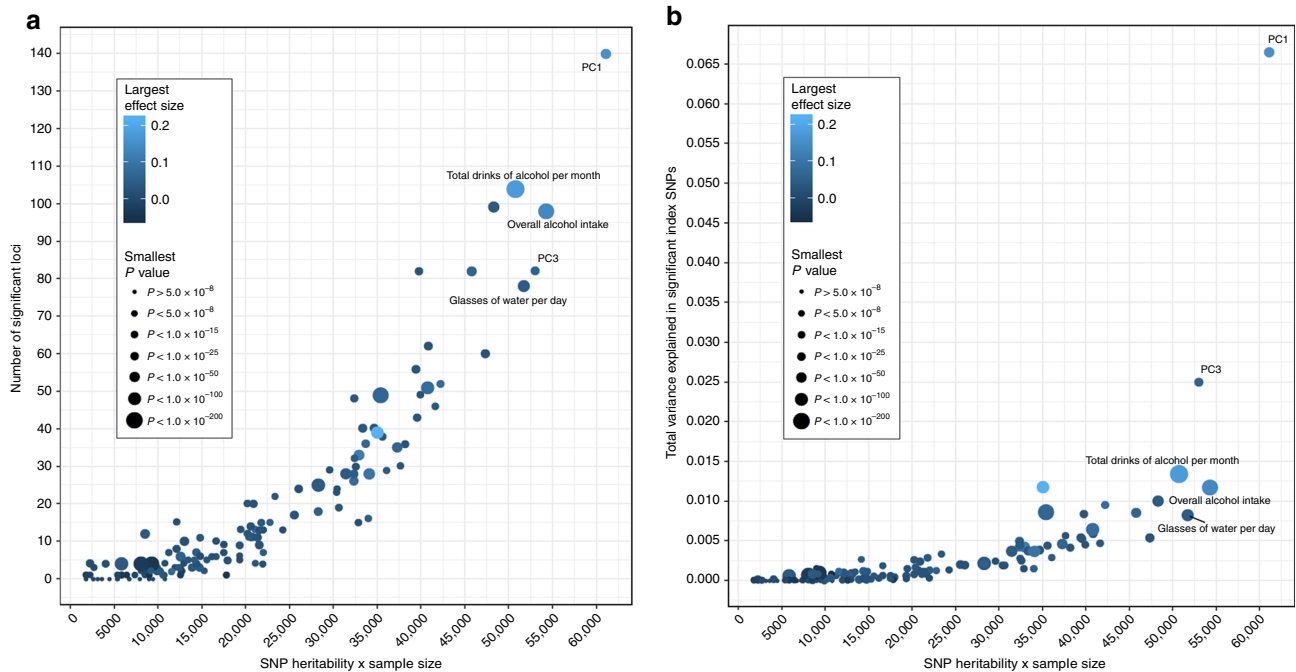 a
Number of significant loci
140
130
120
110
100
90
80
70
60
50
40
30
20
10
0
Largest
effect size
0.2
0.1
0.0
Smallest
P value
P > 5.0 × 10⁻⁸
P < 5.0 × 10⁻⁸
P < 1.0 × 10⁻¹⁵
P < 1.0 × 10⁻²⁵
P < 1.0 × 10⁻⁵⁰
P < 1.0 × 10⁻¹⁰⁰
P < 1.0 × 10⁻²⁰⁰
PC1
Total drinks of alcohol per month
Overall alcohol intake
PC3
Glasses of water per day
0
5000
10,000
15,000
20,000
25,000
30,000
35,000
40,000
45,000
50,000
55,000
60,000
SNP heritability x sample size
b
Total variance explained in significant index SNPs
0.065
0.060
0.055
0.050
0.045
0.040
0.035
0.030
0.025
0.020
0.015
0.010
0.005
0.000
Largest
effect size
0.2
0.1
0.0
Smallest
P value
P > 5.0 × 10⁻⁸
P < 5.0 × 10⁻⁸
P < 1.0 × 10⁻¹⁵
P < 1.0 × 10⁻²⁵
P < 1.0 × 10⁻⁵⁰
P < 1.0 × 10⁻¹⁰⁰
P < 1.0 × 10⁻²⁰⁰
PC1
PC3
Total drinks of alcohol per month
Overall alcohol intake
Glasses of water per day
0
5000
10,000
15,000
20,000
25,000
30,000
35,000
40,000
45,000
50,000
55,000
60,000
SNP heritability x sample size